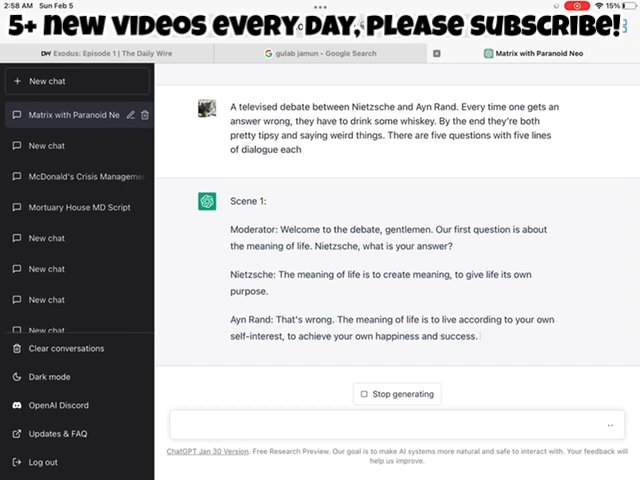 2:58 AM Sun Feb 5
15%
5+ new videos every day, please subscribe!
DW Exodus: Episode 1 | The Daily Wire
G gulab jamun - Google Search
Matrix with Paranoid Neo
+ New chat
Matrix with Paranoid Ne
New chat
McDonald's Crisis Manageme
Mortuary House MD Script
New chat
New chat
New chat
New chat
Clear conversations
Dark mode
OpenAI Discord
Updates & FAQ
Log out
A televised debate between Nietzsche and Ayn Rand. Every time one gets an
answer wrong, they have to drink some whiskey. By the end they're both
pretty tipsy and saying weird things. There are five questions with five lines
of dialogue each
Scene 1:
Moderator: Welcome to the debate, gentlemen. Our first question is about
the meaning of life. Nietzsche, what is your answer?
Nietzsche: The meaning of life is to create meaning, to give life its own
purpose.
Ayn Rand: That's wrong. The meaning of life is to live according to your own
self-interest, to achieve your own happiness and success.
Stop generating
ChatGPT Jan 30 Version. Free Research Preview. Our goal is to make AI systems more natural and safe to interact with. Your feedback will
help us improve.